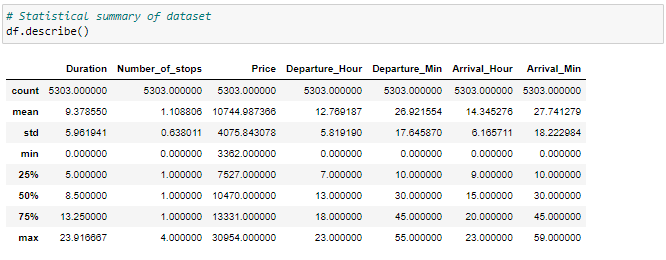 # Statistical summary of dataset
df.describe()
Duration Number_of_stops Price Departure_Hour Departure_Min Arrival_Hour Arrival_Min
count 5303.000000 5303.000000 5303.000000 5303.000000 5303.000000 5303.000000 5303.000000
mean 9.378550 1.108806 10744.987366 12.769187 26.921554 14.345276 27.741279
std 5.961941 0.638011 4075.843078 5.819190 17.645870 6.165711 18.222984
min 0.000000 0.000000 3362.000000 0.000000 0.000000 0.000000 0.000000
25% 5.000000 1.000000 7527.000000 7.000000 10.000000 9.000000 10.000000
50% 8.500000 1.000000 10470.000000 13.000000 30.000000 15.000000 30.000000
75% 13.250000 1.000000 13331.000000 18.000000 45.000000 20.000000 45.000000
max 23.916667 4.000000 30954.000000 23.000000 55.000000 23.000000 59.000000